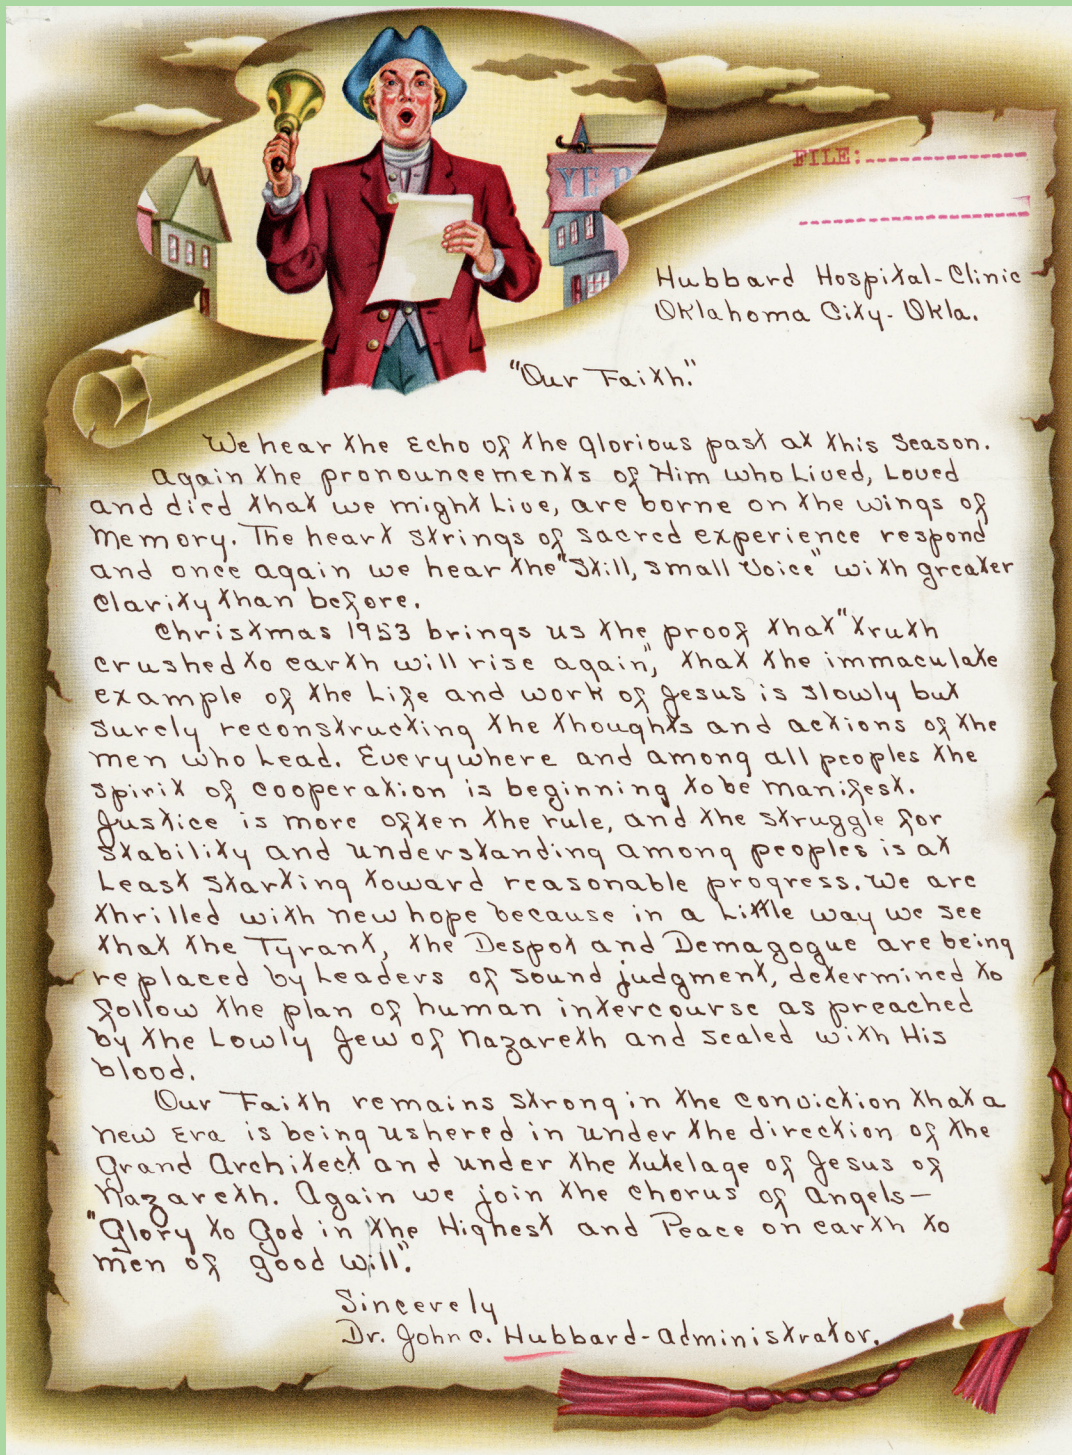 YE P
FILE:
Hubbard Hospital-Clinic
Oklahoma City- Okla.
"Our Faith."
We hear the Echo of the glorious past at this Season.
Again the pronouncements of Him who Lived, Loved
and died that we might Live, are borne on the wings of
Memory. The heart strings of sacred experience respond
and once again we hear the "Still, small Voice" with greater
Clarity than before.
Christmas 1953 brings us the proof that "truth
crushed to earth will rise again", that the immaculate
example of the Life and work of Jesus is slowly but
Surely reconstructing the thoughts and actions of the
men who Lead. Everywhere and among all peoples the
spirit of cooperation is beginning to be manifest.
Justice is more often the rule, and the struggle for
stability and understanding among peoples is at
Least starting toward reasonable progress. We are
thrilled with new hope because in a Little way we see
that the Tyrant, the Despot and Demagogue are being
replaced by Leaders of sound judgment, determined to
follow the plan of human intercourse as preached
by the Lowly Jew of Nazareth and sealed with His
blood.
Our Faith remains strong in the conviction that a
new Era is being ushered in under the direction of the
Grand Architect and under the tutelage of Jesus of
Nazareth. Again we join the chorus of Angels—
"Glory to God in the Highest and Peace on earth to
men of good will".
Sincerely
Dr. John C. Hubbard-Administrator.